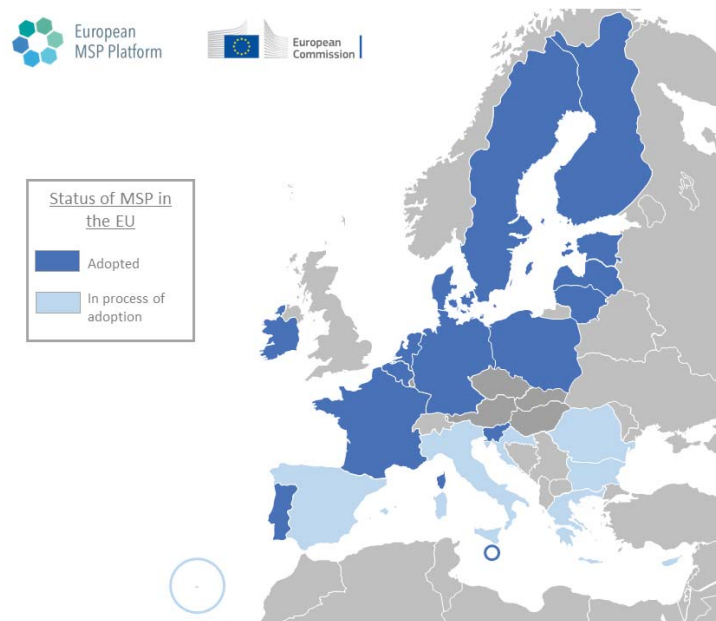 European
MSP Platform
European
Commission
Status of MSP in
the EU
Adopted
In process of
adoption